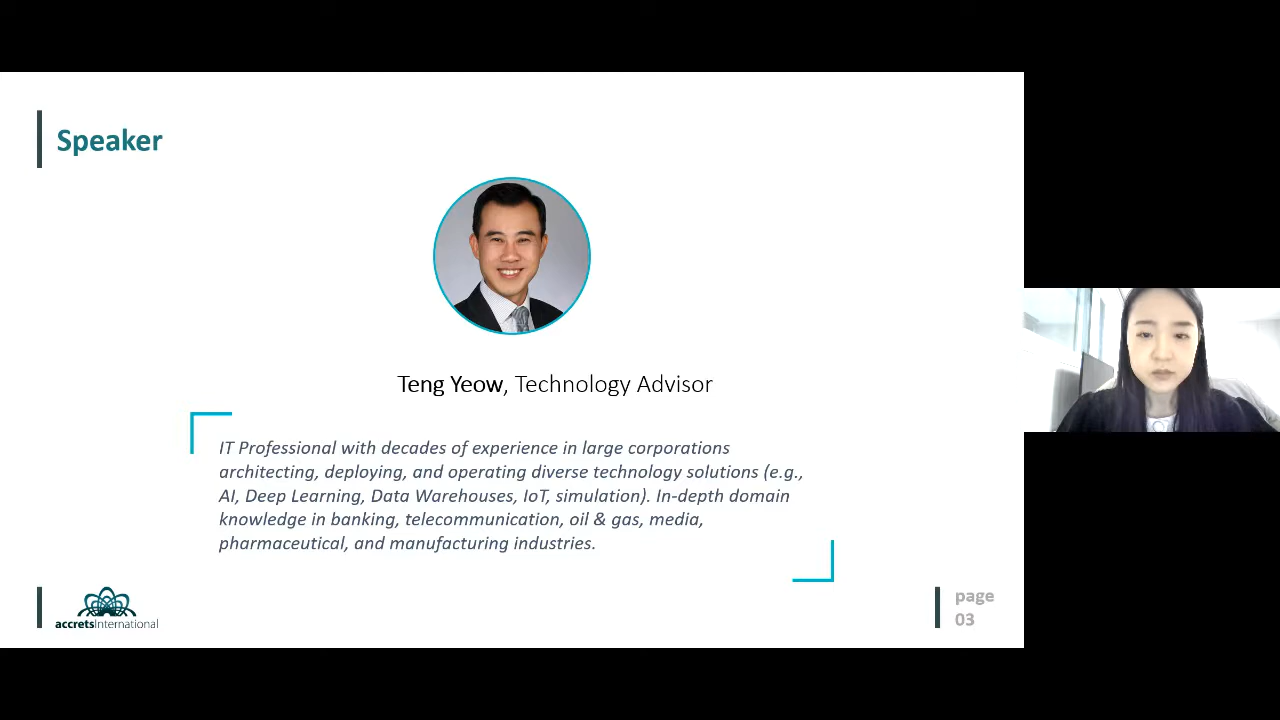 Speaker
Teng Yeow, Technology Advisor
IT Professional with decades of experience in large corporations
architecting, deploying, and operating diverse technology solutions (e.g.,
AI, Deep Learning, Data Warehouses, IoT, simulation). In-depth domain
knowledge in banking, telecommunication, oil & gas, media,
pharmaceutical, and manufacturing industries.
accretsInternational
page
03